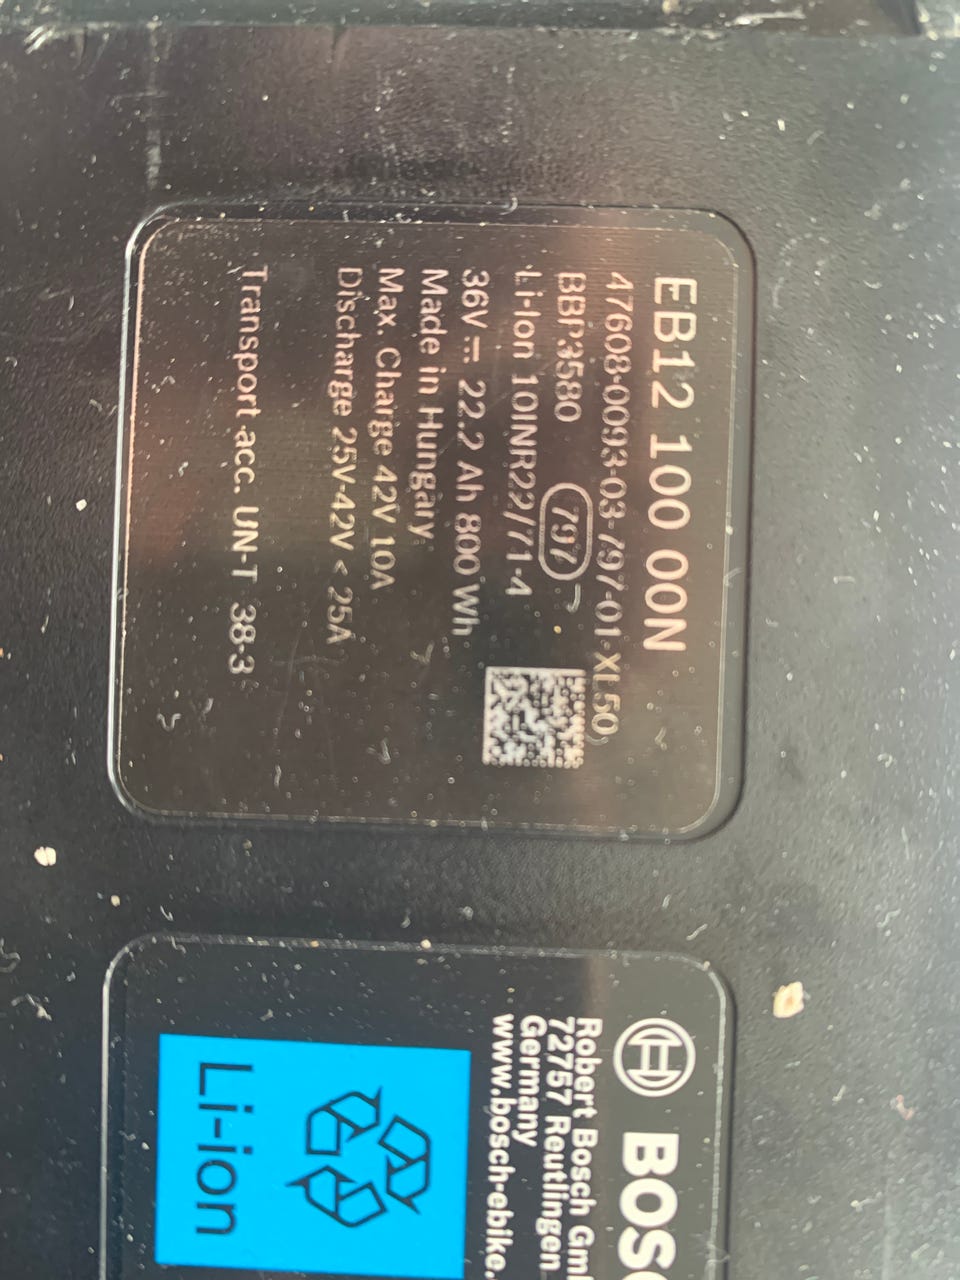 EB12 100 00N
47608-0093-03-797-01-XL50
BBP3580 797
Li-Ion 10INR22/71-4
36V 22.2 Ah 800 Wh
Made in Hungary
Max. Charge 42V 10A
Discharge 25V-42V < 25A
Transport acc. UN-T 38-3
BOSC
Robert Bosch Gmb
72757 Reutlingen
Germany
www.bosch-ebike.
Li-ion